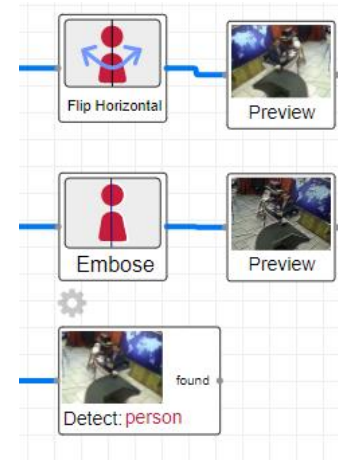 Flip Horizontal
Preview
Embose
Preview
found
Detect: person